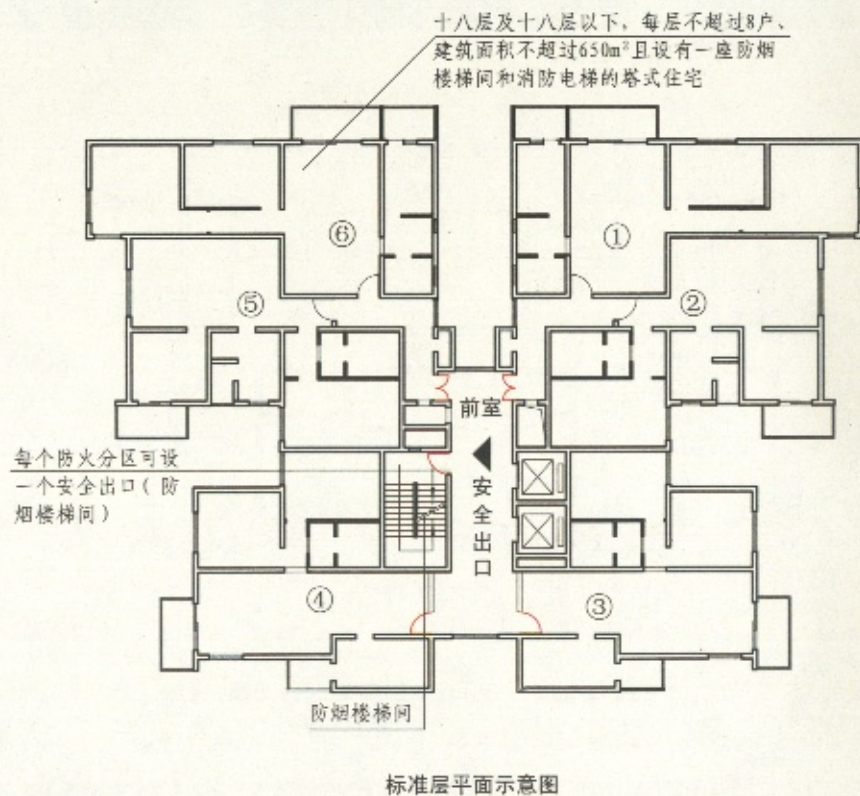 十八层及十八层以下，每层不超过8户、
建筑面积不超过650m²且设有一座防烟
楼梯间和消防电梯的塔式住宅
⑥
①
⑤
②
前室
每个防火分区可设
一个安全出口（防
烟楼梯间）
安全出口
④
③
防烟楼梯间
标准层平面示意图